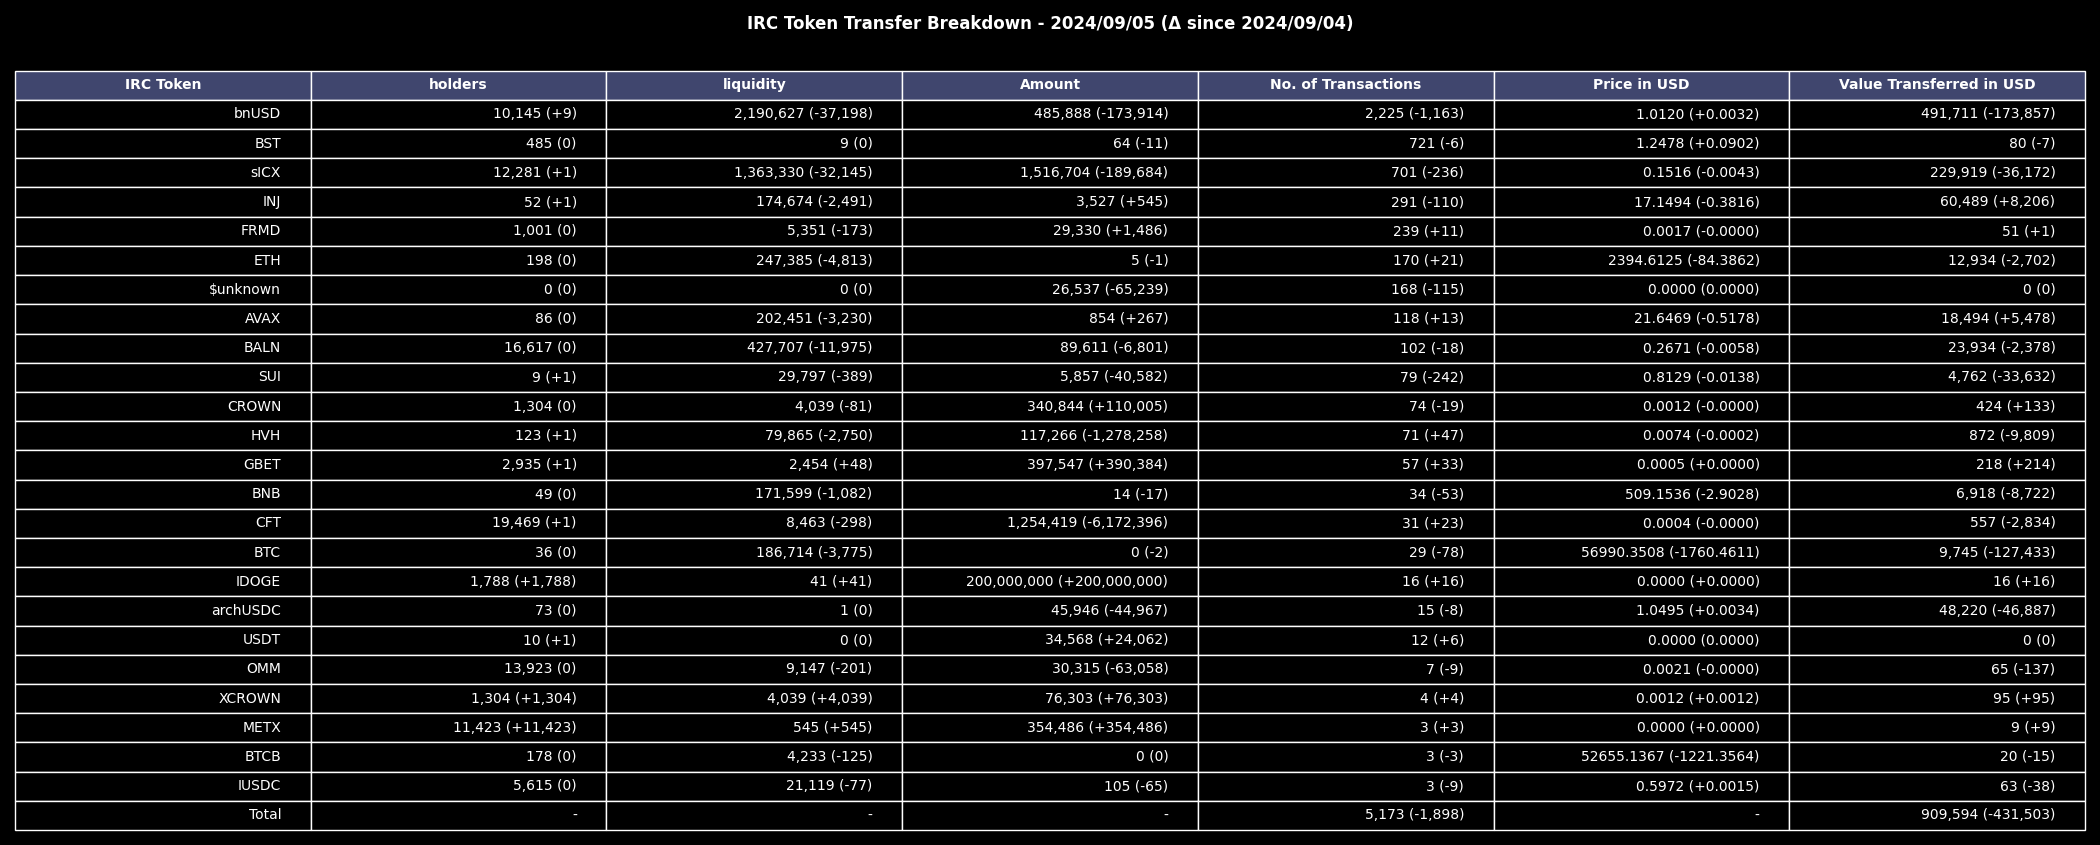 IRC Token Transfer Breakdown - 2024/09/05 (Δ since 2024/09/04)
IRC Token holders liquidity Amount No. of Transactions Price in USD Value Transferred in USD
bnUSD 10,145 (+9) 2,190,627 (-37,198) 485,888 (-173,914) 2,225 (-1,163) 1.0120 (+0.0032) 491,711 (-173,857)
BST 485 (0) 9 (0) 64 (-11) 721 (-6) 1.2478 (+0.0902) 80 (-7)
sICX 12,281 (+1) 1,363,330 (-32,145) 1,516,704 (-189,684) 701 (-236) 0.1516 (-0.0043) 229,919 (-36,172)
INJ 52 (+1) 174,674 (-2,491) 3,527 (+545) 291 (-110) 17.1494 (-0.3816) 60,489 (+8,206)
FRMD 1,001 (0) 5,351 (-173) 29,330 (+1,486) 239 (+11) 0.0017 (-0.0000) 51 (+1)
ETH 198 (0) 247,385 (-4,813) 5 (-1) 170 (+21) 2394.6125 (-84.3862) 12,934 (-2,702)
$unknown 0 (0) 0 (0) 26,537 (-65,239) 168 (-115) 0.0000 (0.0000) 0 (0)
AVAX 86 (0) 202,451 (-3,230) 854 (+267) 118 (+13) 21.6469 (-0.5178) 18,494 (+5,478)
BALN 16,617 (0) 427,707 (-11,975) 89,611 (-6,801) 102 (-18) 0.2671 (-0.0058) 23,934 (-2,378)
SUI 9 (+1) 29,797 (-389) 5,857 (-40,582) 79 (-242) 0.8129 (-0.0138) 4,762 (-33,632)
CROWN 1,304 (0) 4,039 (-81) 340,844 (+110,005) 74 (-19) 0.0012 (-0.0000) 424 (+133)
HVH 123 (+1) 79,865 (-2,750) 117,266 (-1,278,258) 71 (+47) 0.0074 (-0.0002) 872 (-9,809)
GBET 2,935 (+1) 2,454 (+48) 397,547 (+390,384) 57 (+33) 0.0005 (+0.0000) 218 (+214)
BNB 49 (0) 171,599 (-1,082) 14 (-17) 34 (-53) 509.1536 (-2.9028) 6,918 (-8,722)
CFT 19,469 (+1) 8,463 (-298) 1,254,419 (-6,172,396) 31 (+23) 0.0004 (-0.0000) 557 (-2,834)
BTC 36 (0) 186,714 (-3,775) 0 (-2) 29 (-78) 56990.3508 (-1760.4611) 9,745 (-127,433)
IDOGE 1,788 (+1,788) 41 (+41) 200,000,000 (+200,000,000) 16 (+16) 0.0000 (+0.0000) 16 (+16)
archUSDC 73 (0) 1 (0) 45,946 (-44,967) 15 (-8) 1.0495 (+0.0034) 48,220 (-46,887)
USDT 10 (+1) 0 (0) 34,568 (+24,062) 12 (+6) 0.0000 (0.0000) 0 (0)
OMM 13,923 (0) 9,147 (-201) 30,315 (-63,058) 7 (-9) 0.0021 (-0.0000) 65 (-137)
XCROWN 1,304 (+1,304) 4,039 (+4,039) 76,303 (+76,303) 4 (+4) 0.0012 (+0.0012) 95 (+95)
METX 11,423 (+11,423) 545 (+545) 354,486 (+354,486) 3 (+3) 0.0000 (+0.0000) 9 (+9)
BTCB 178 (0) 4,233 (-125) 0 (0) 3 (-3) 52655.1367 (-1221.3564) 20 (-15)
IUSDC 5,615 (0) 21,119 (-77) 105 (-65) 3 (-9) 0.5972 (+0.0015) 63 (-38)
Total - - - 5,173 (-1,898) - 909,594 (-431,503)